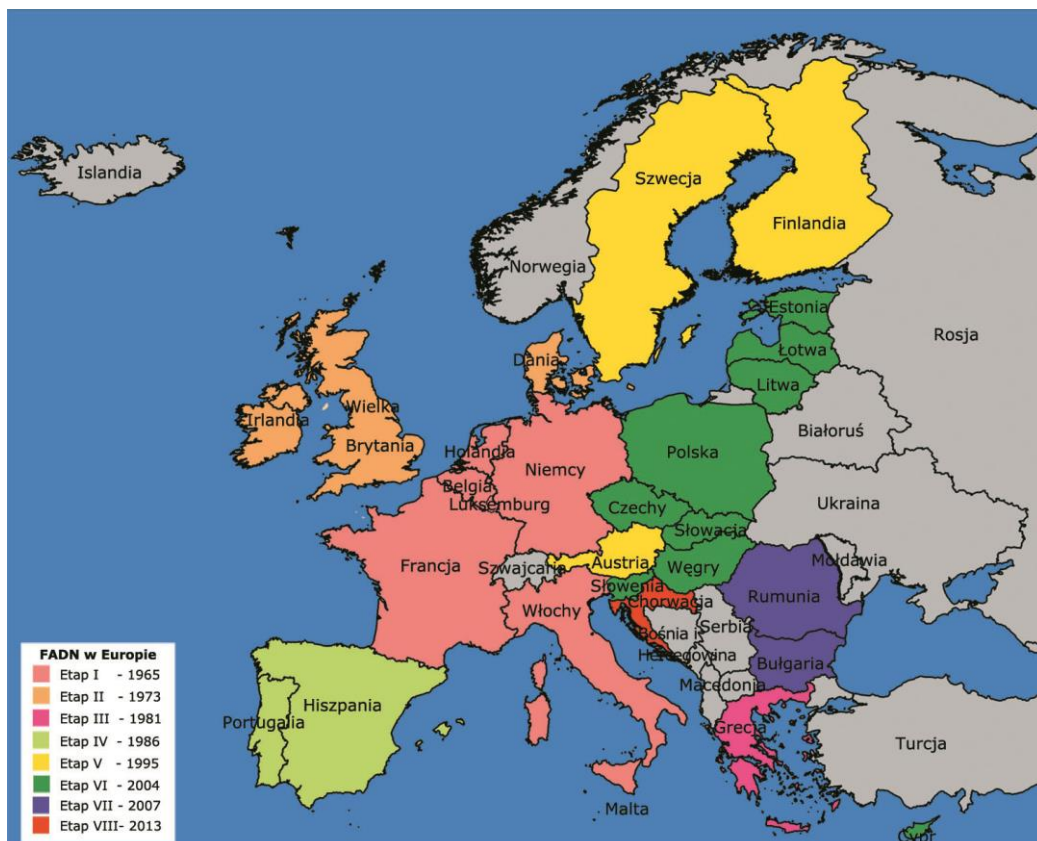 Islandia
Szwecja
Finlandia
Norwegia
Estonia
Rosja
Łotwa
Dania
Litwa
Wielka
Brytania
Irlandia
Białoruś
Holandia
Polska
Niemcy
Belgia
Luksemburg
Czechy
Ukraina
Słowacja
Francja
Szwajcaria
Austria
Węgry
Mołdawia
Słowenia
Chorwacja
Rumunia
Włochy
Serbia
Bośnia i
Hercegowina
Bułgaria
Macedonia
Hiszpania
Portugalia
Grecja
Turcja
Malta
Cypr
FADN w Europie
Etap I - 1965
Etap II - 1973
Etap III - 1981
Etap IV - 1986
Etap V - 1995
Etap VI - 2004
Etap VII - 2007
Etap VIII- 2013